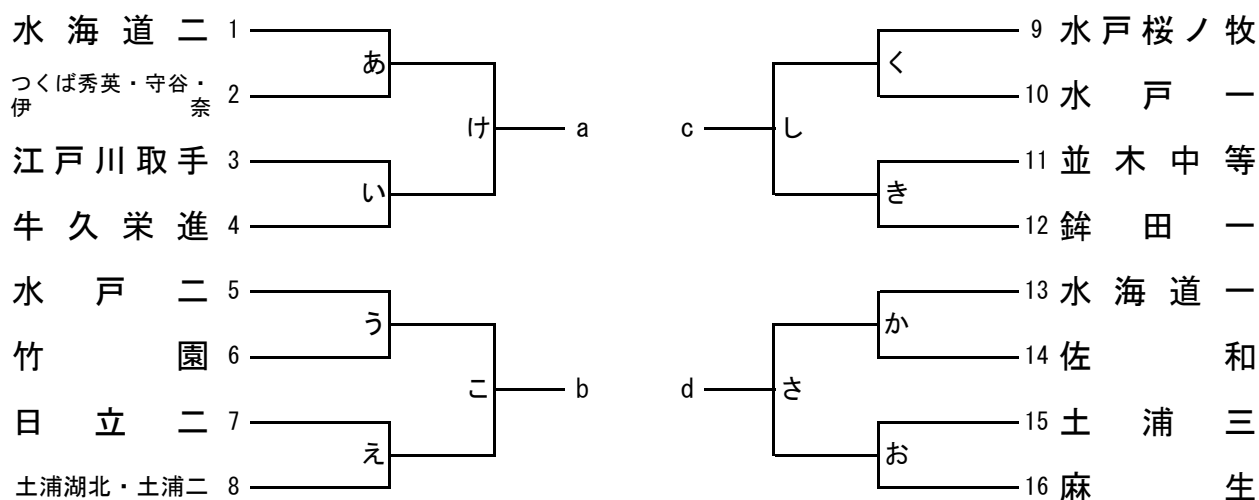 水海道二 1
つくば秀英・守谷・
伊奈 2
江戸川取手 3
牛久栄進 4
水戸二 5
竹園 6
日立二 7
土浦湖北・土浦二 8
あ
い
う
え
け
こ
a
b
c
d
し
さ
く
き
か
お
9 水戸桜ノ牧
10 水戸一
11 並木中等
12 鉾田一
13 水海道一
14 佐和
15 土浦三
16 麻生